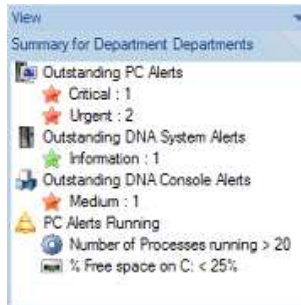 View
Summary for Department Departments
Outstanding PC Alerts
Critical : 1
Urgent : 2
Outstanding DNA System Alerts
Information : 1
Outstanding DNA Console Alerts
Medium : 1
PC Alerts Running
Number of Processes running > 20
% Free space on C: < 25%